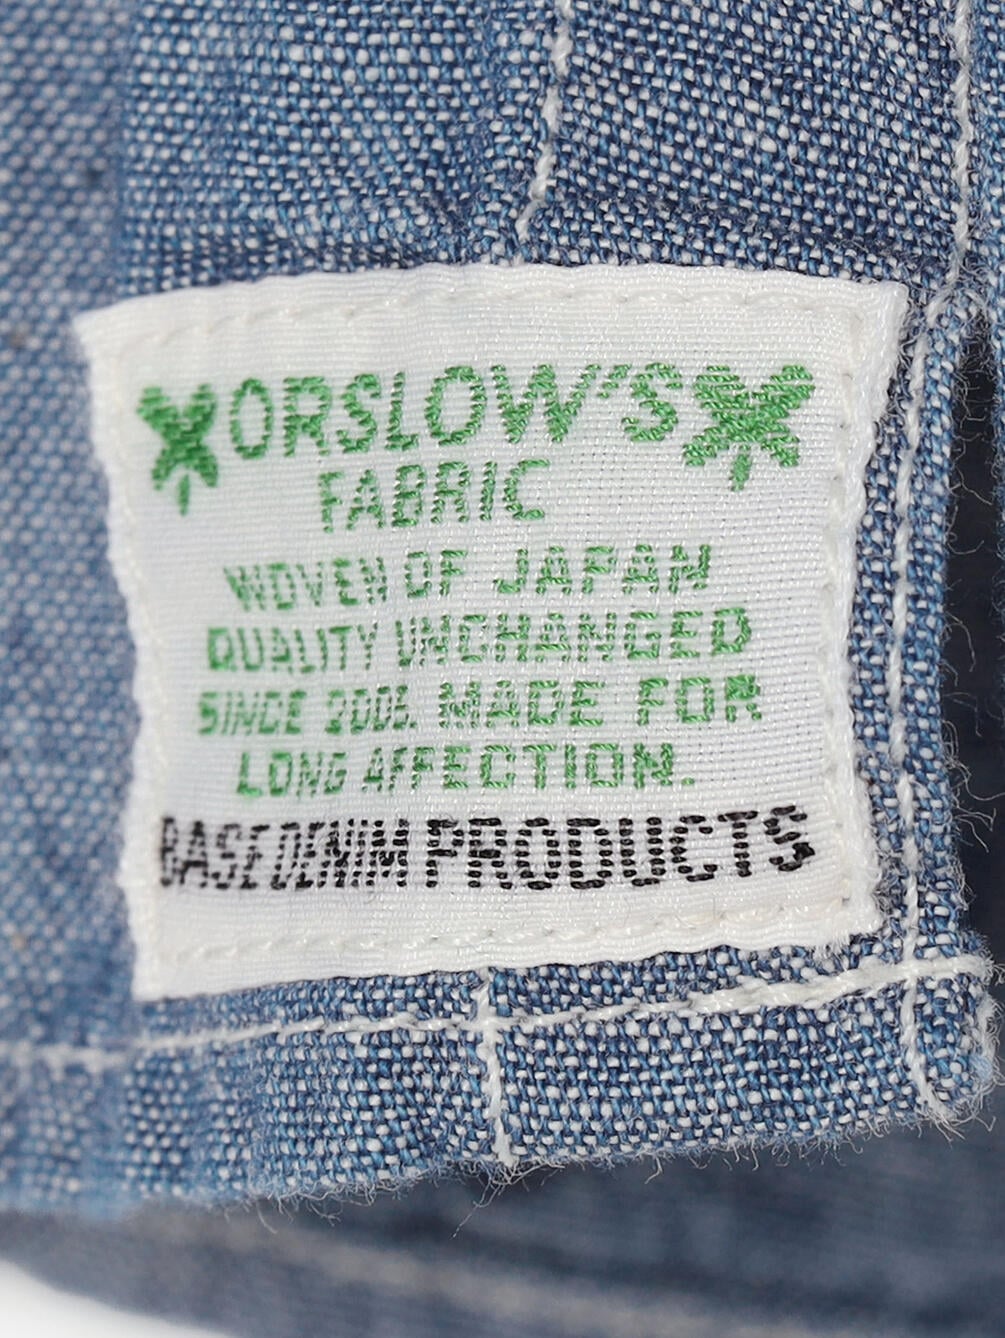 ORSLOW'S
FABRIC
WOVEN OF JAPAN
QUALITY UNCHANGED
SINCE 2005. MADE FOR
LONG AFFECTION.
BASE DENIM PRODUCTS